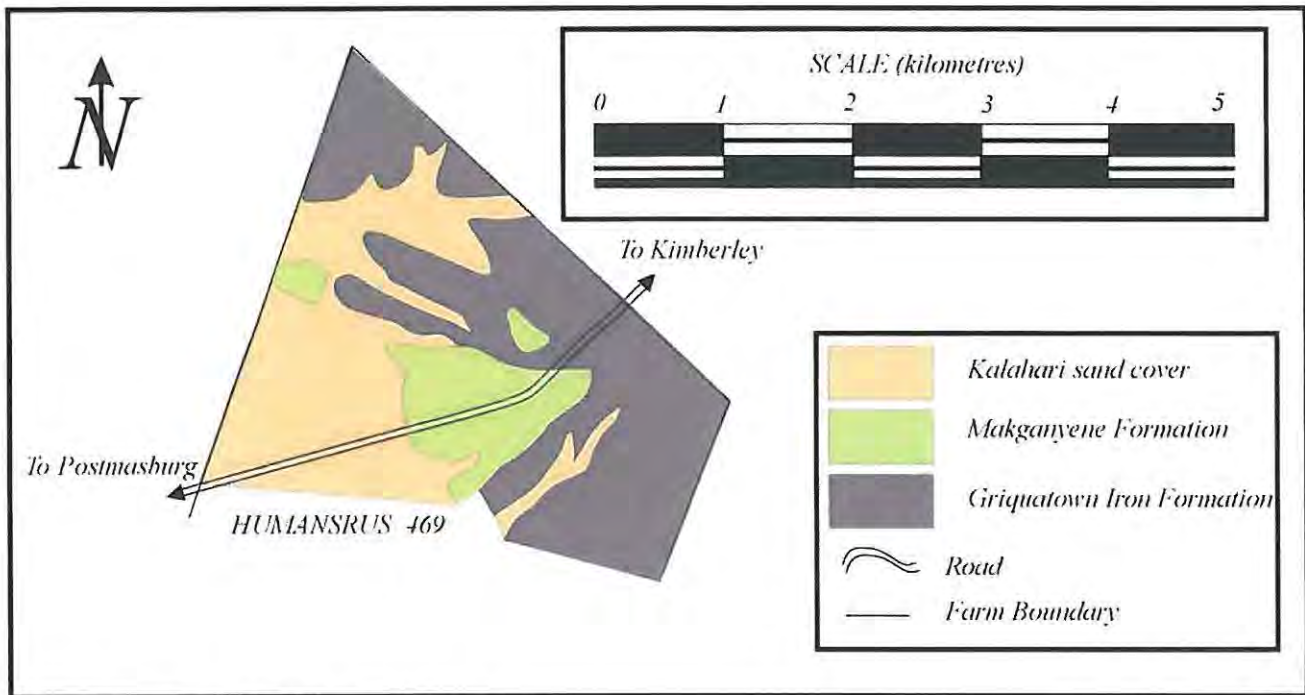 N
SCALE (kilometres)
0 1 2 3 4 5
To Kimberley
To Postmasburg
HUMANSRUS 469
Kalahari sand cover
Makganyene Formation
Griquatown Iron Formation
Road
Farm Boundary